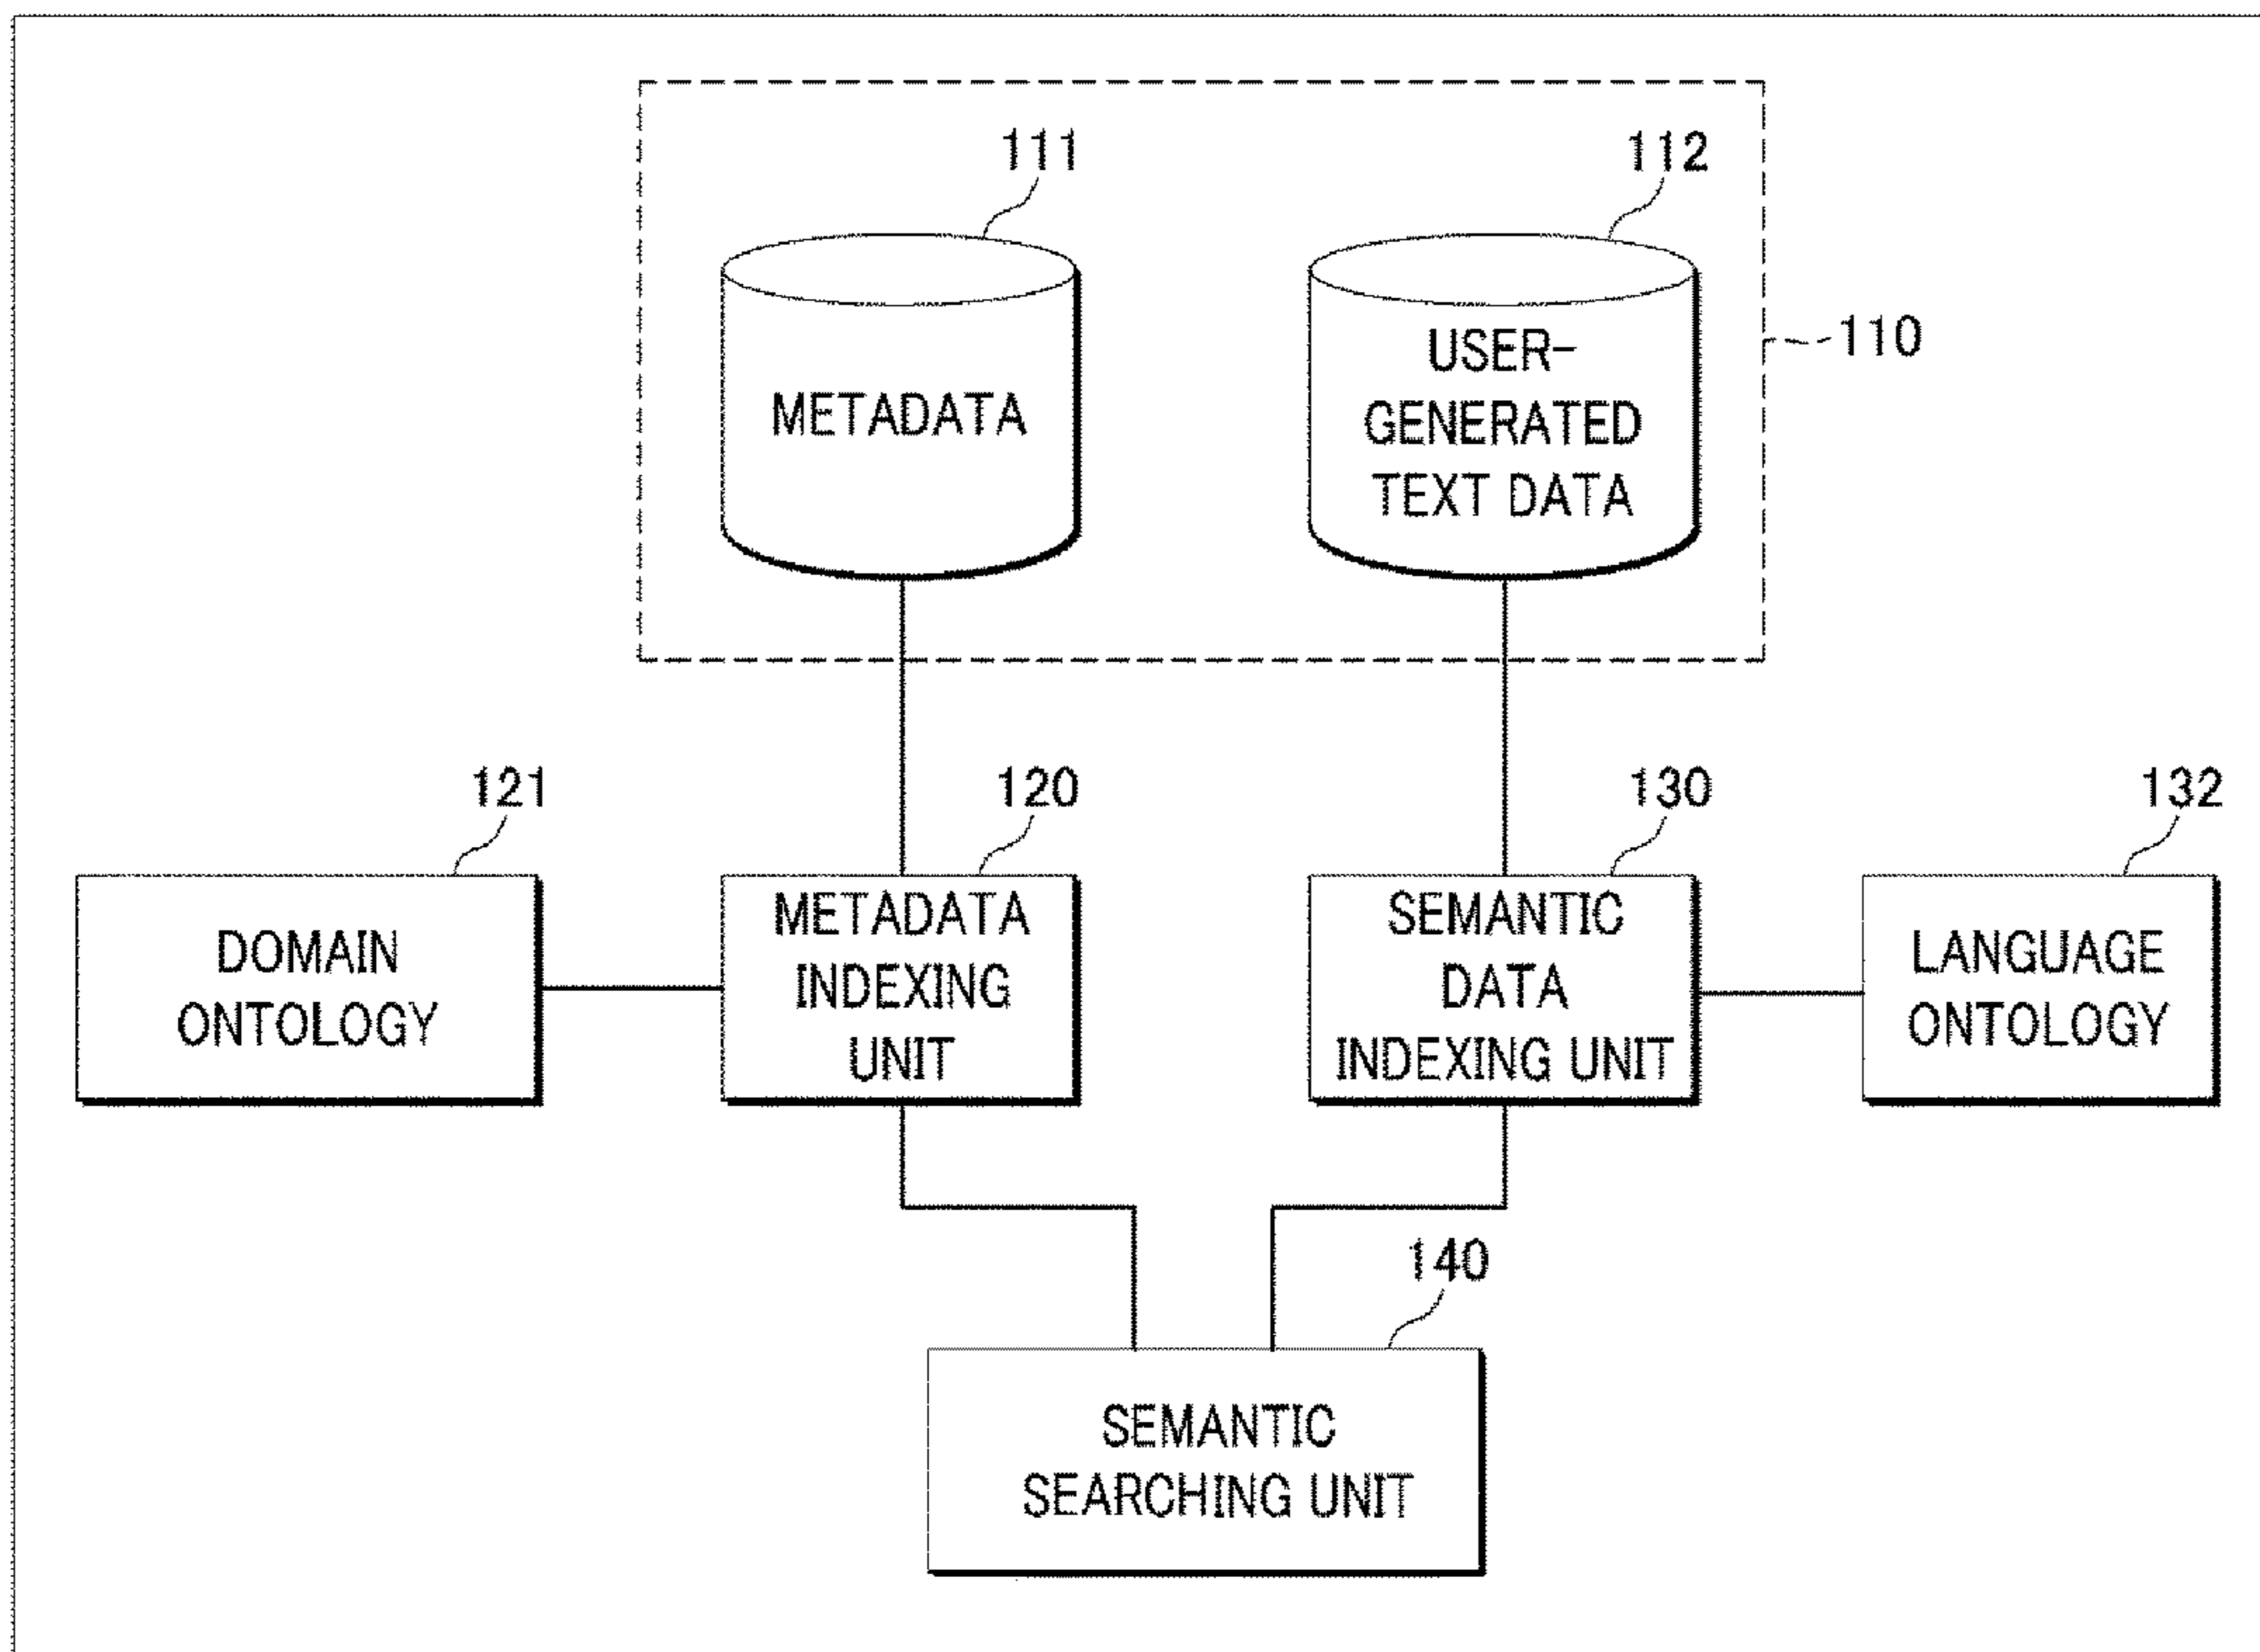 111
112
METADATA
USER-
GENERATED
TEXT DATA
110
121
120
130
132
DOMAIN
ONTOLOGY
METADATA
INDEXING
UNIT
SEMANTIC
DATA
INDEXING UNIT
LANGUAGE
ONTOLOGY
140
SEMANTIC
SEARCHING UNIT